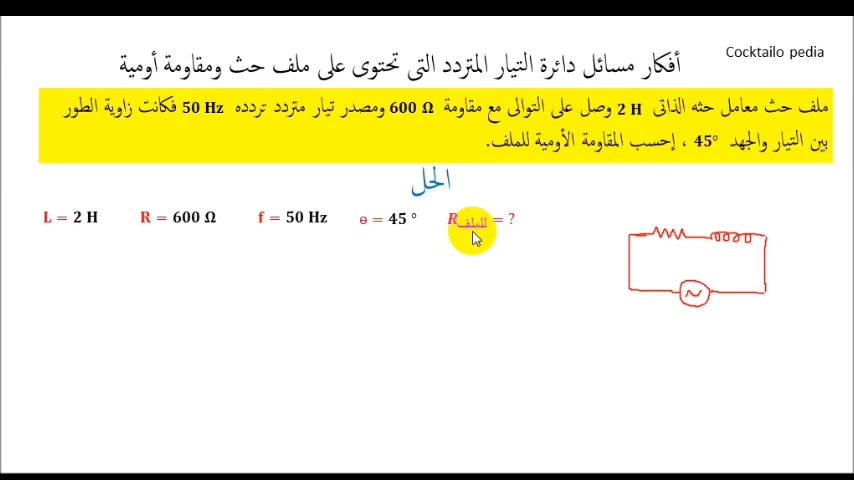 Cocktailo pedia
أفكار مسائل دائرة التيار المتردد التى تحتوى على ملف حث ومقاومة أومية
ملف حث معامل حثه الذاتى 2 H وصل على التوالى مع مقاومة 600 Ω ومصدر تيار متردد تردده 50 Hz فكانت زاوية الطور
بين التيار والجهد 45° ، إحسب المقاومة الأومية للملف.
الحل
L = 2 H R = 600 Ω f = 50 Hz ө = 45 ° R للملف = ?